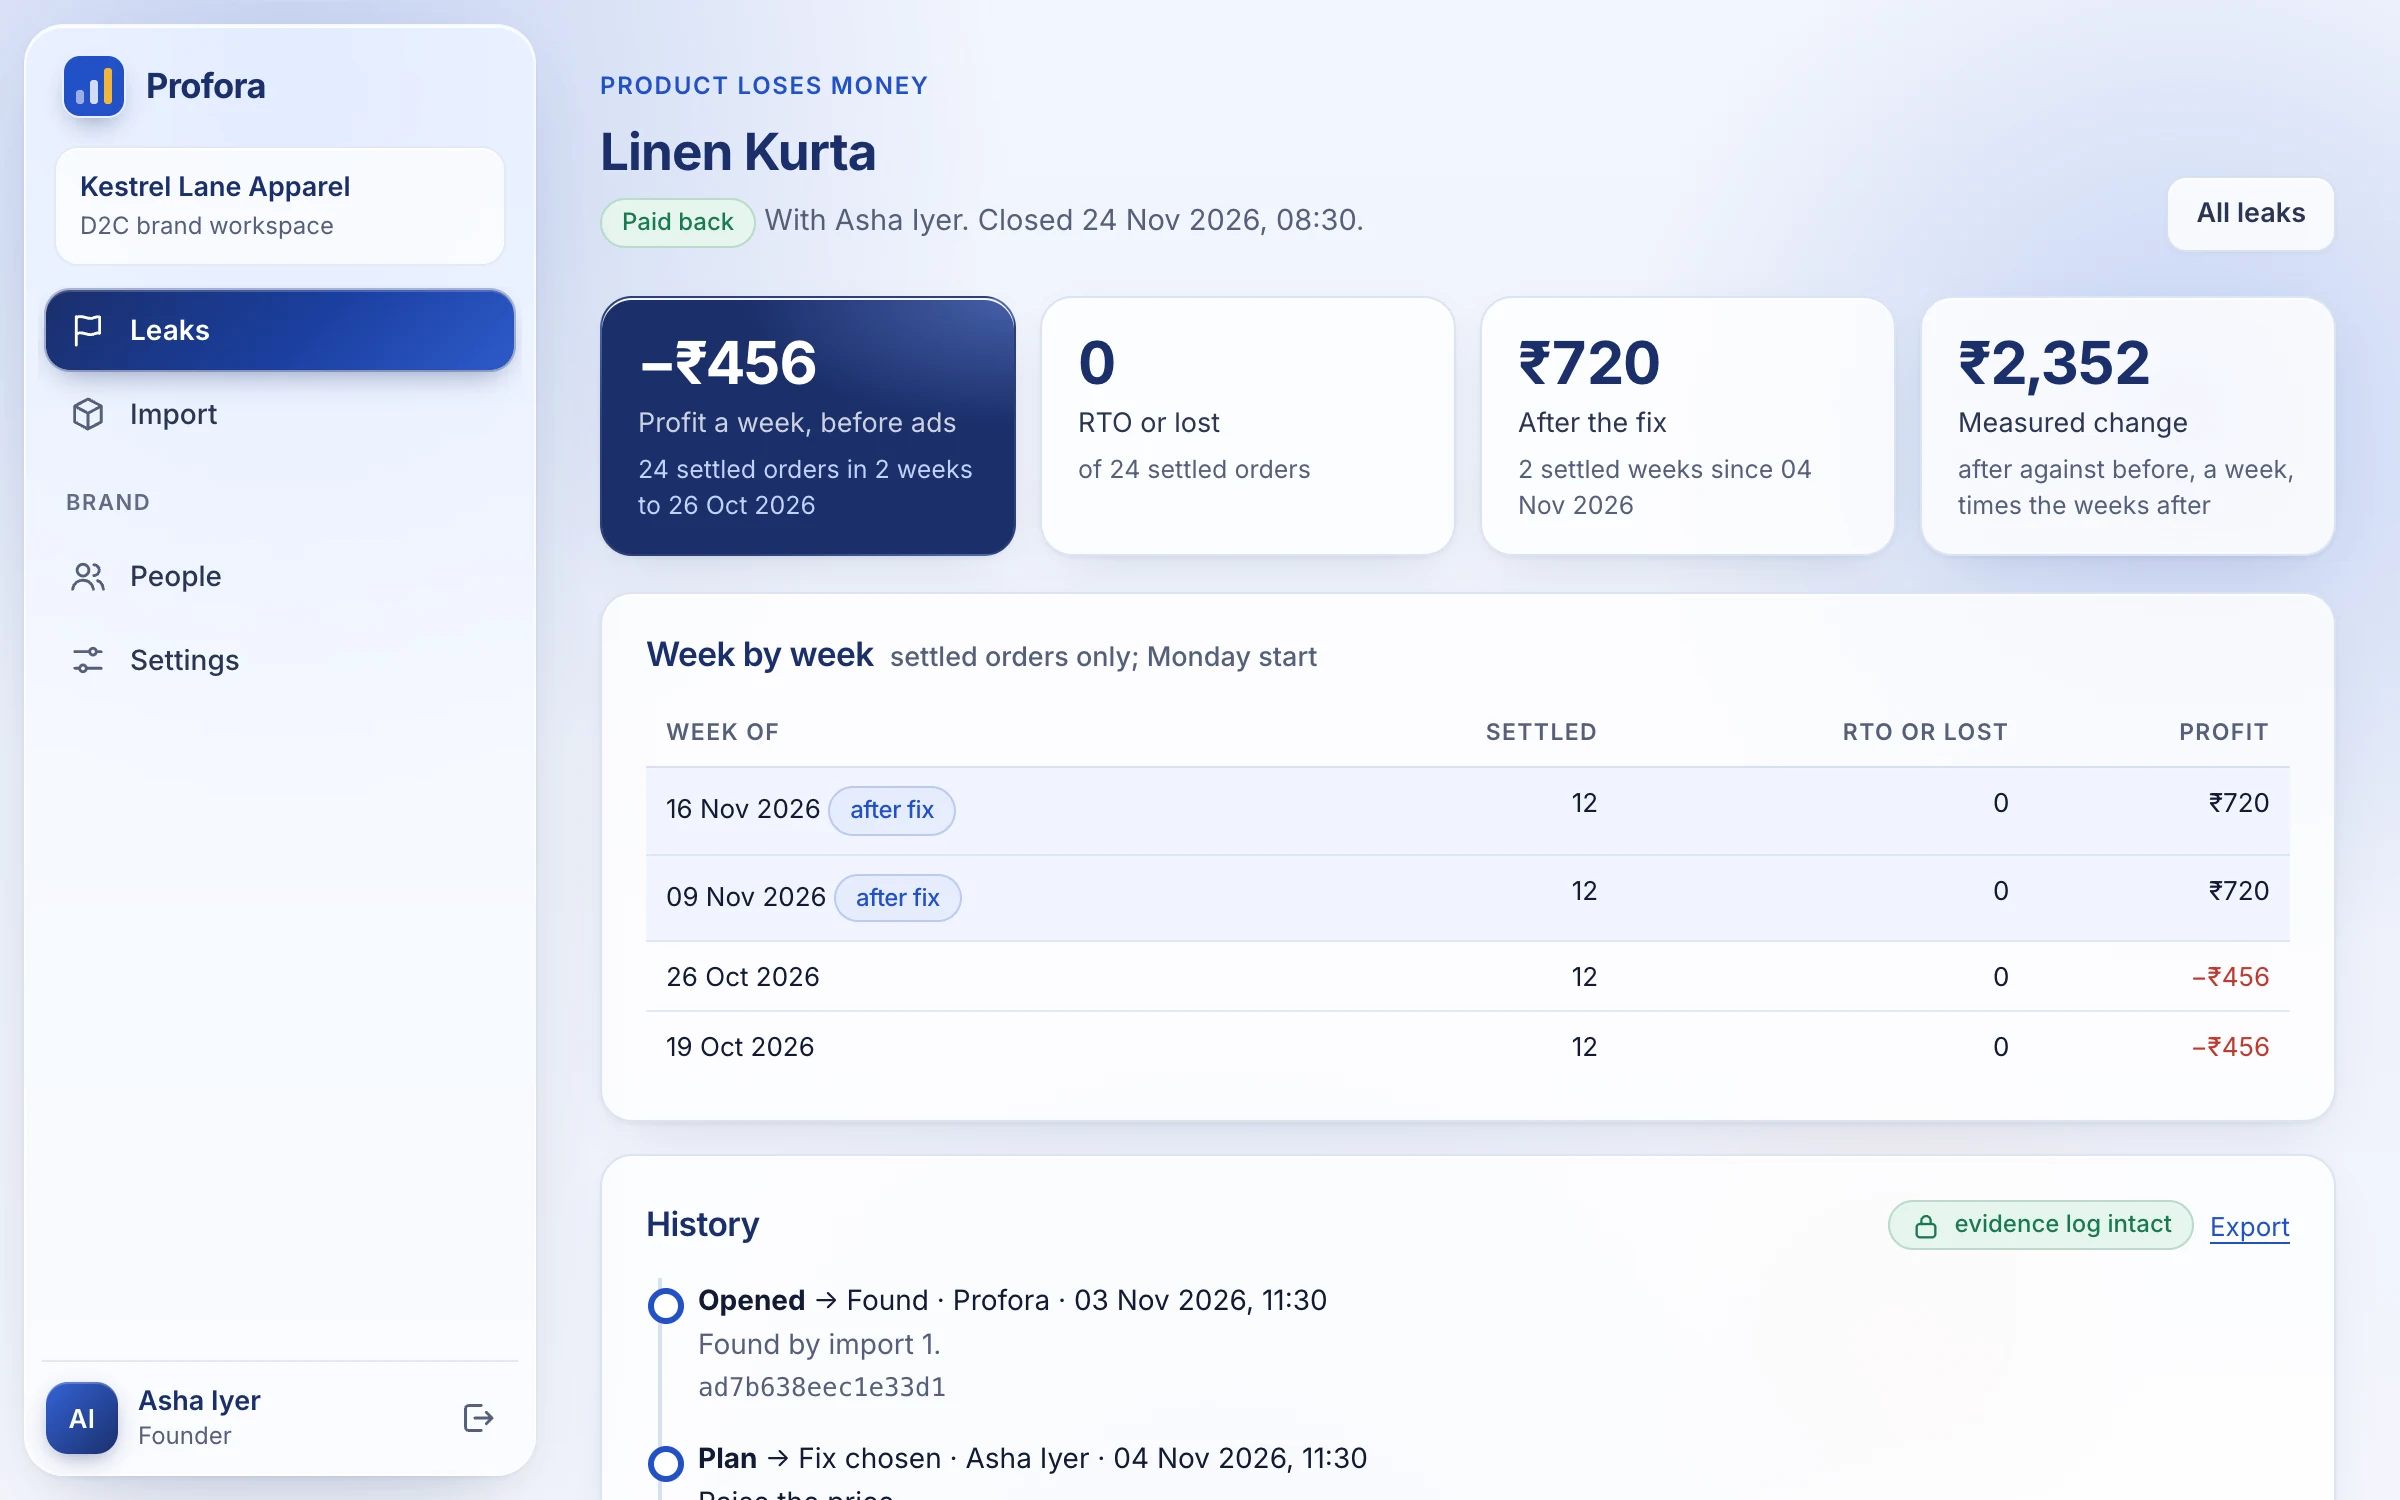 Profora
Kestrel Lane Apparel
D2C brand workspace
Leaks
Import
BRAND
People
Settings
AI
Asha Iyer
Founder
PRODUCT LOSES MONEY
Linen Kurta
Paid back With Asha Iyer. Closed 24 Nov 2026, 08:30.
All leaks
–₹456
Profit a week, before ads
24 settled orders in 2 weeks
to 26 Oct 2026
0
RTO or lost
of 24 settled orders
₹720
After the fix
2 settled weeks since 04
Nov 2026
₹2,352
Measured change
after against before, a week,
times the weeks after
Week by week settled orders only; Monday start
WEEK OF SETTLED RTO OR LOST PROFIT
16 Nov 2026 after fix 12 0 ₹720
09 Nov 2026 after fix 12 0 ₹720
26 Oct 2026 12 0 –₹456
19 Oct 2026 12 0 –₹456
History
evidence log intact Export
Opened → Found · Profora · 03 Nov 2026, 11:30
Found by import 1.
ad7b638eec1e33d1
Plan → Fix chosen · Asha Iyer · 04 Nov 2026, 11:30
Raise the price